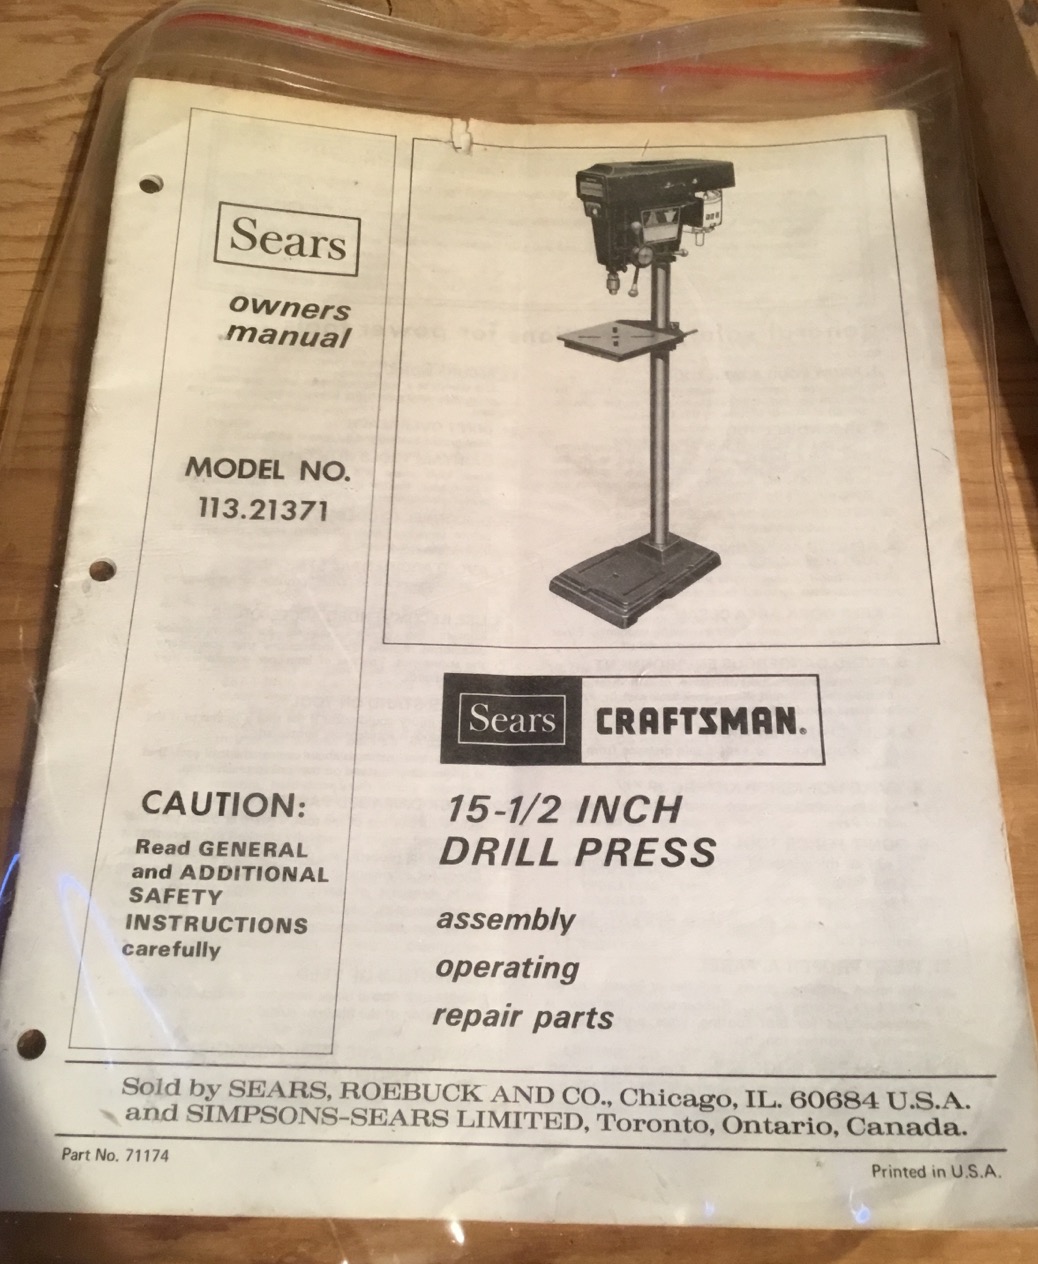 Sears
owners
manual
MODEL NO.
113.21371
CAUTION:
Read GENERAL
and ADDITIONAL
SAFETY
INSTRUCTIONS
carefully
Sears CRAFTSMAN®
15-1/2 INCH
DRILL PRESS
assembly
operating
repair parts
Sold by SEARS, ROEBUCK AND CO., Chicago, IL. 60684 U.S.A.
and SIMPSONS-SEARS LIMITED, Toronto, Ontario, Canada.
Part No. 71174
Printed in U.S.A.